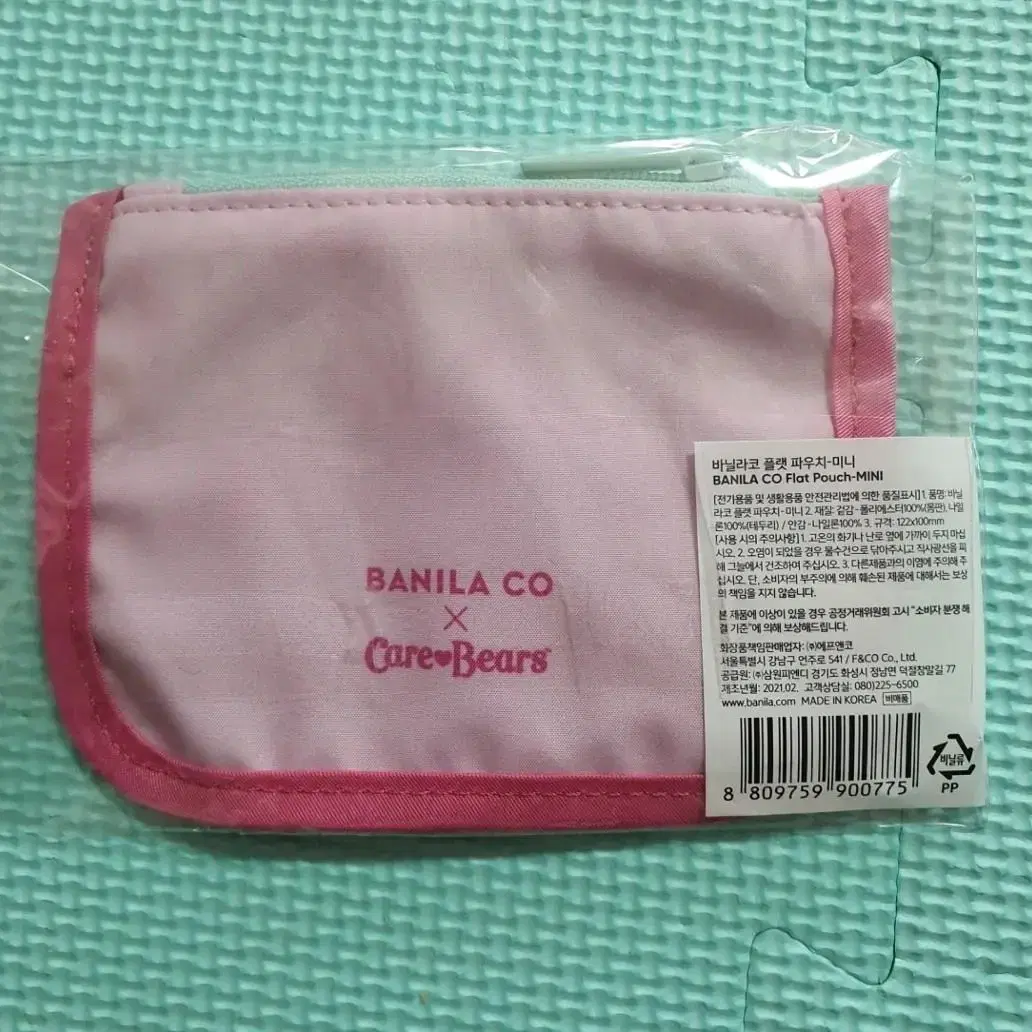 BANILA CO
×
Care Bears
바닐라코 플랫 파우치-미니
BANILA CO Flat Pouch-MINI
[전기용품 및 생활용품 안전관리법에 의한 품질표시] 1. 품명: 바닐
라코 플랫 파우치-미니 2. 재질: 겉감-폴리에스터100%(몸판), 나일
론100%(테두리) / 안감-나일론100% 3. 규격: 122x100mm
[사용 시의 주의사항] 1. 고온의 화기나 난로 옆에 가까이 두지 마십
시오. 2. 오염이 되었을 경우 물수건으로 닦아주시고 직사광선을 피
해 그늘에서 건조하여 주십시오. 3. 다른제품과의 이염에 주의해 주
십시오. 단, 소비자의 부주의에 의해 훼손된 제품에 대해서는 보상
의 책임을 지지 않습니다.
본 제품에 이상이 있을 경우 공정거래위원회 고시 "소비자 분쟁 해
결 기준"에 의해 보상해드립니다.
화장품책임판매업자: ㈜에프앤코
서울특별시 강남구 언주로 541 / F&CO Co., Ltd.
공급원: ㈜삼원피앤디 경기도 화성시 정남면 덕절창말길 77
제조년월: 2021.02. 고객상담실: 080)225-6500
www.banila.com MADE IN KOREA 비매품
8 809759 900775
비닐류
PP